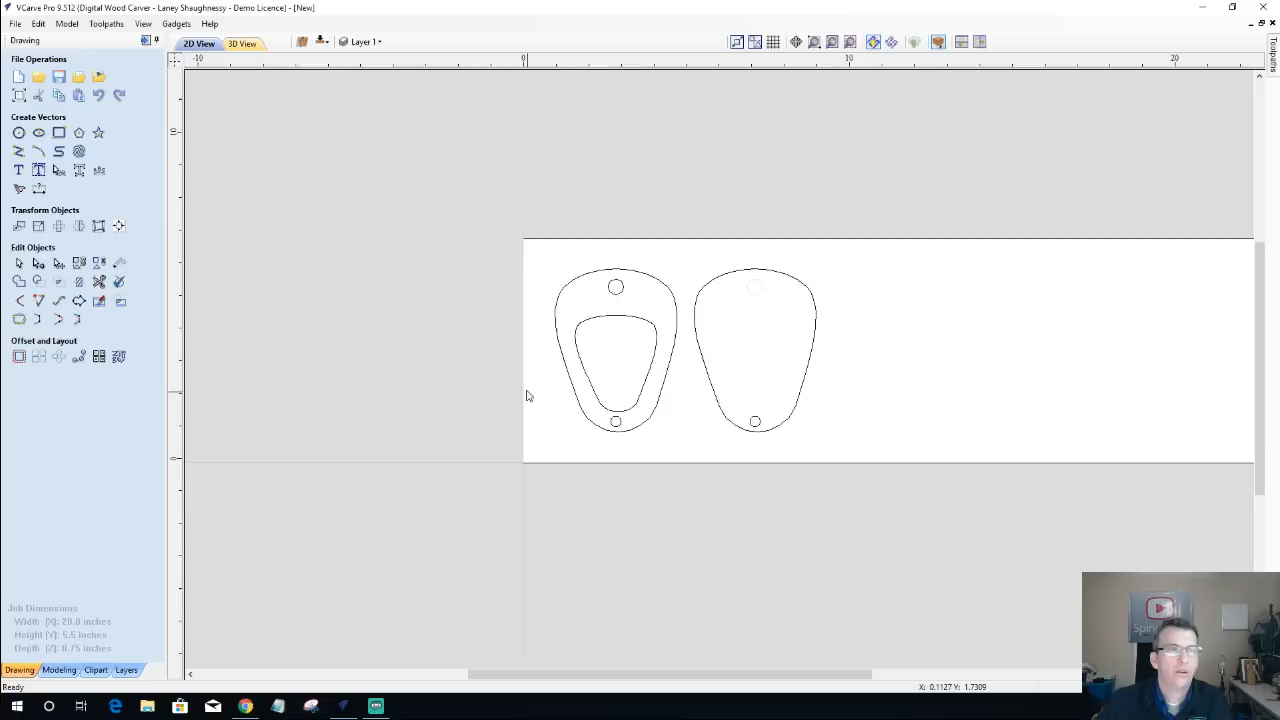 VCarve Pro 9.512 {Digital Wood Carver - Laney Shaughnessy - Demo Licence} - [New]
File Edit Model Toolpaths View Gadgets Help
Drawing
2D View 3D View
Layer 1
Toolpaths
-10 0 10 20
File Operations
Create Vectors
Transform Objects
Edit Objects
Offset and Layout
Job Dimensions
Width (X): 20.0 inches
Height (Y): 5.5 inches
Depth (Z): 0.75 inches
Drawing Modeling Clipart Layers
Ready
X: 0.1127 Y: 1.7309